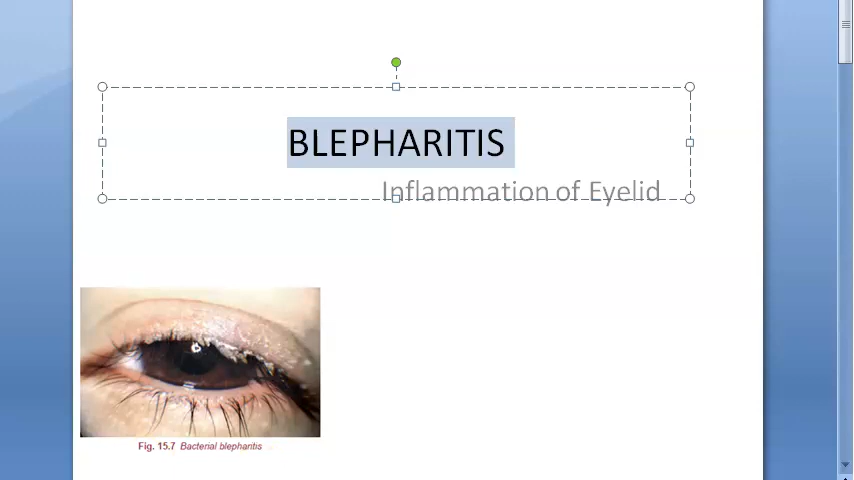 BLEPHARITIS
Inflammation of Eyelid
Fig. 15.7 Bacterial blepharitis